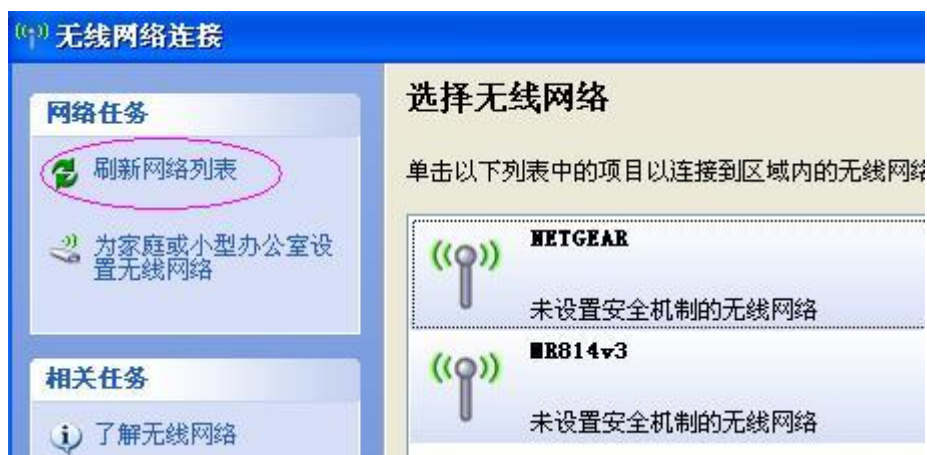 无线网络连接
网络任务
刷新网络列表
为家庭或小型办公室设
置无线网络
相关任务
了解无线网络
选择无线网络
单击以下列表中的项目以连接到区域内的无线网络
NETGEAR
未设置安全机制的无线网络
MR814v3
未设置安全机制的无线网络